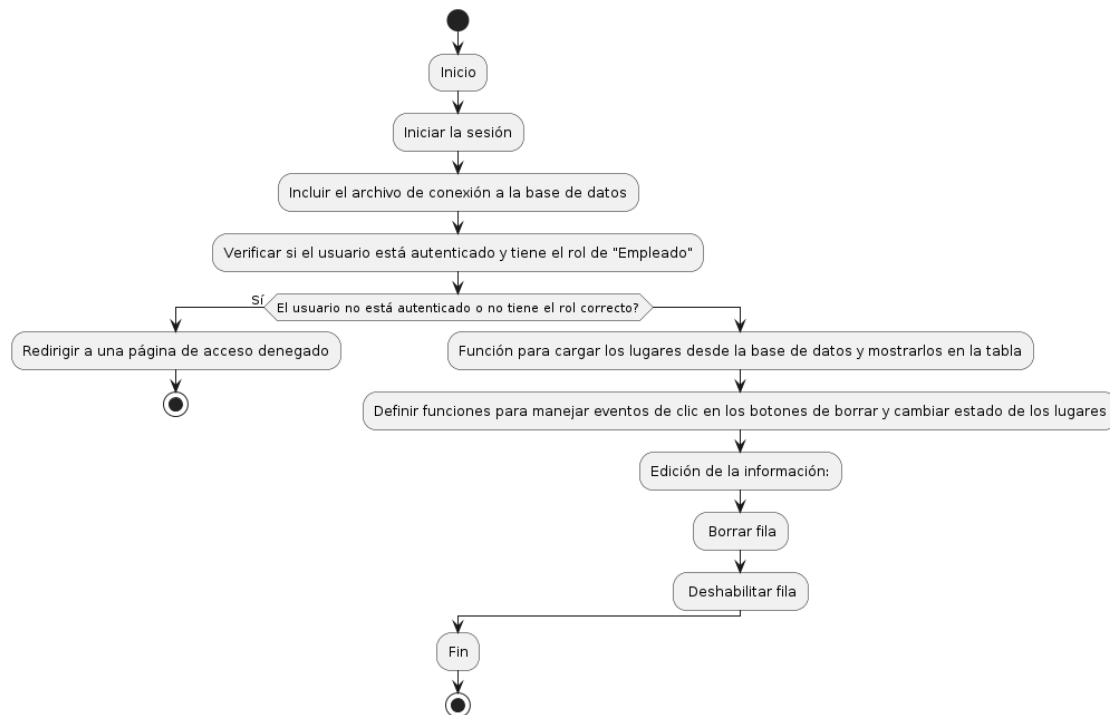 Inicio
Iniciar la sesión
Incluir el archivo de conexión a la base de datos
Verificar si el usuario está autenticado y tiene el rol de "Empleado"
Sí
El usuario no está autenticado o no tiene el rol correcto?
Redirigir a una página de acceso denegado
Función para cargar los lugares desde la base de datos y mostrarlos en la tabla
Definir funciones para manejar eventos de clic en los botones de borrar y cambiar estado de los lugares
Edición de la información:
Borrar fila
Deshabilitar fila
Fin